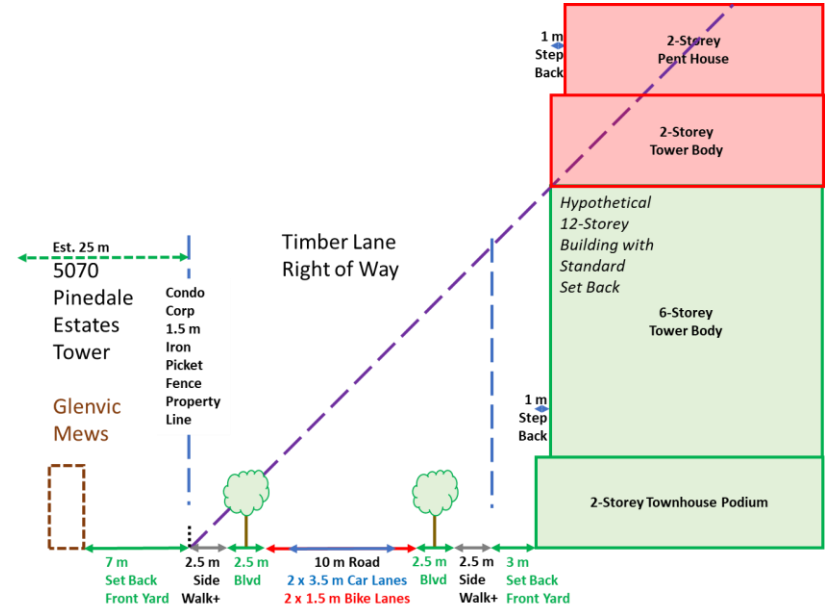 1 m
Step
Back
2-Storey
Pent House
2-Storey
Tower Body
Hypothetical
12-Storey
Building with
Standard
Set Back
6-Storey
Tower Body
1 m
Step
Back
2-Storey Townhouse Podium
Est. 25 m
5070
Pinedale
Estates
Tower
Glenvic
Mews
Condo
Corp
1.5 m
Iron
Picket
Fence
Property
Line
Timber Lane
Right of Way
7 m
Set Back
Front Yard
2.5 m
Side
Walk+
2.5 m
Blvd
10 m Road
2 x 3.5 m Car Lanes
2 x 1.5 m Bike Lanes
2.5 m
Blvd
2.5 m
Side
Walk+
3 m
Set Back
Front Yard